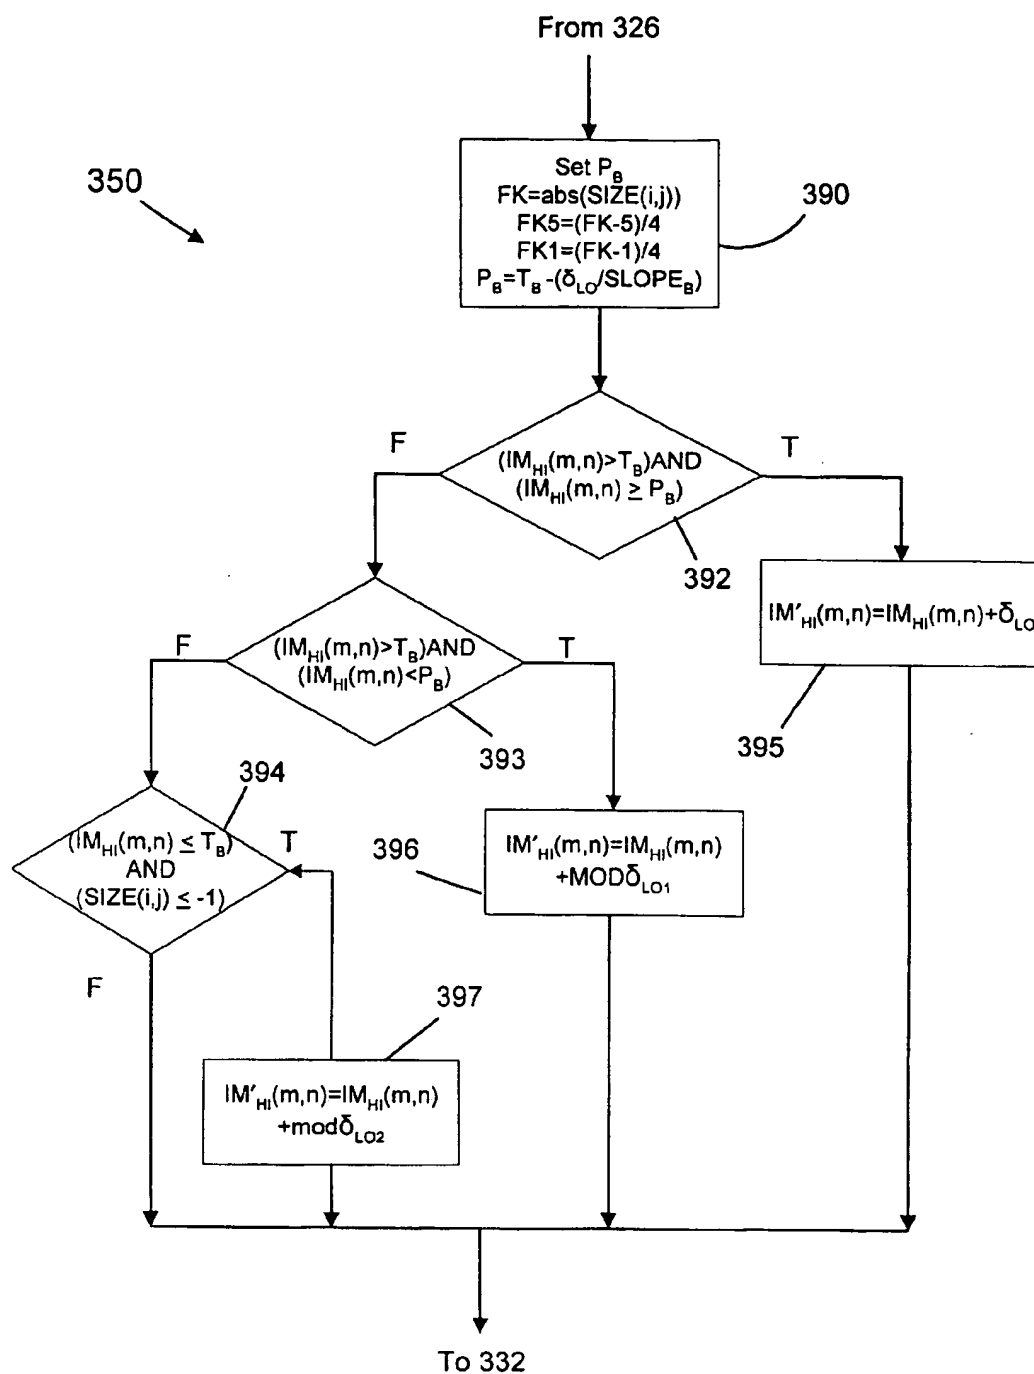 From 326
350
Set P_B
FK=abs(SIZE(i,j))
FK5=(FK-5)/4
FK1=(FK-1)/4
P_B=T_B-(δ_LO/SLOPE_B)
390
F
T
(IM_HI(m,n)>T_B)AND
(IM_HI(m,n) ≥ P_B)
392
IM′_HI(m,n)=IM_HI(m,n)+δ_LO
395
F
T
(IM_HI(m,n)>T_B)AND
(IM_HI(m,n)<P_B)
393
394
(IM_HI(m,n) ≤ T_B)
AND
(SIZE(i,j) ≤ -1)
T
F
396
IM′_HI(m,n)=IM_HI(m,n)
+MODδ_LO1
397
IM′_HI(m,n)=IM_HI(m,n)
+modδ_LO2
To 332